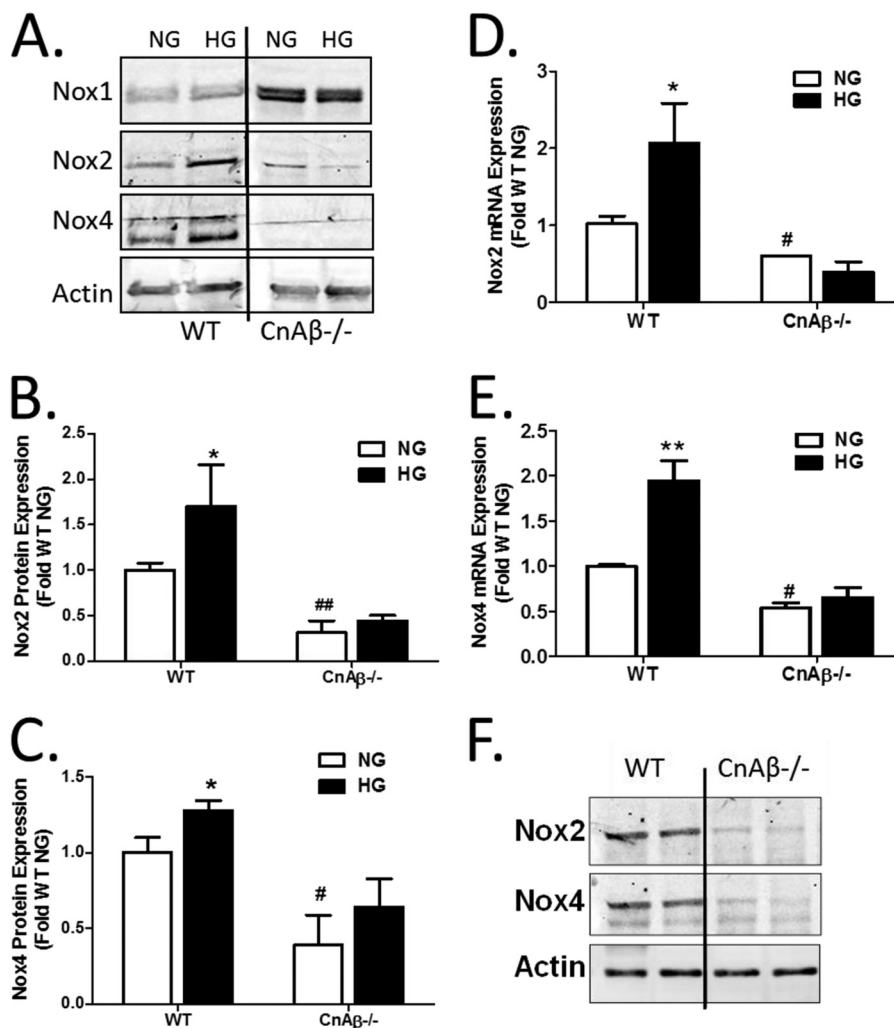 A.
NG HG NG HG
Nox1
Nox2
Nox4
Actin
WT CnAβ-/-
B.
Nox2 Protein Expression
(Fold WT NG)
2.5
2.0
1.5
1.0
0.5
0.0
*
##
NG
HG
WT CnAβ-/-
C.
Nox4 Protein Expression
(Fold WT NG)
1.5
1.0
0.5
0.0
*
#
NG
HG
WT CnAβ-/-
D.
Nox2 mRNA Expression
(Fold WT NG)
3
2
1
0
*
#
NG
HG
WT CnAβ-/-
E.
Nox4 mRNA Expression
(Fold WT NG)
2.5
2.0
1.5
1.0
0.5
0.0
**
#
NG
HG
WT CnAβ-/-
F.
WT CnAβ-/-
Nox2
Nox4
Actin